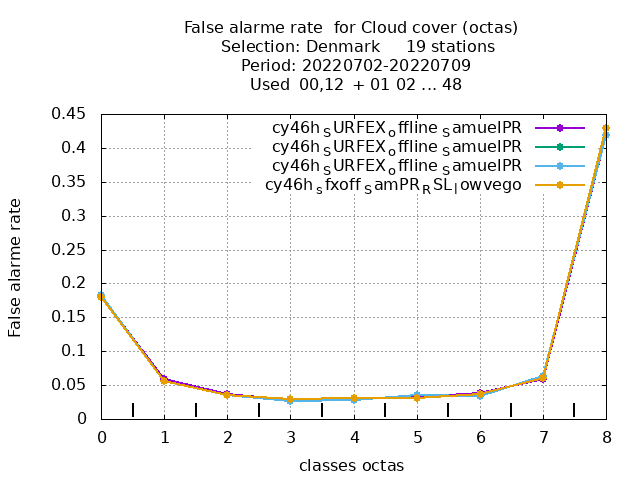 False alarme rate  for Cloud cover (octas)
Selection: Denmark     19 stations
Period: 20220702-20220709
Used  00,12  + 01 02 ... 48
0.45
0.4
0.35
0.3
0.25
0.2
0.15
0.1
0.05
0
False alarme rate
cy46h_SURFEX_offline_SamuelPR
cy46h_SURFEX_offline_SamuelPR
cy46h_SURFEX_offline_SamuelPR
cy46h_sfxoff_SamPR_RSL_lowvego
0 1 2 3 4 5 6 7 8
classes octas